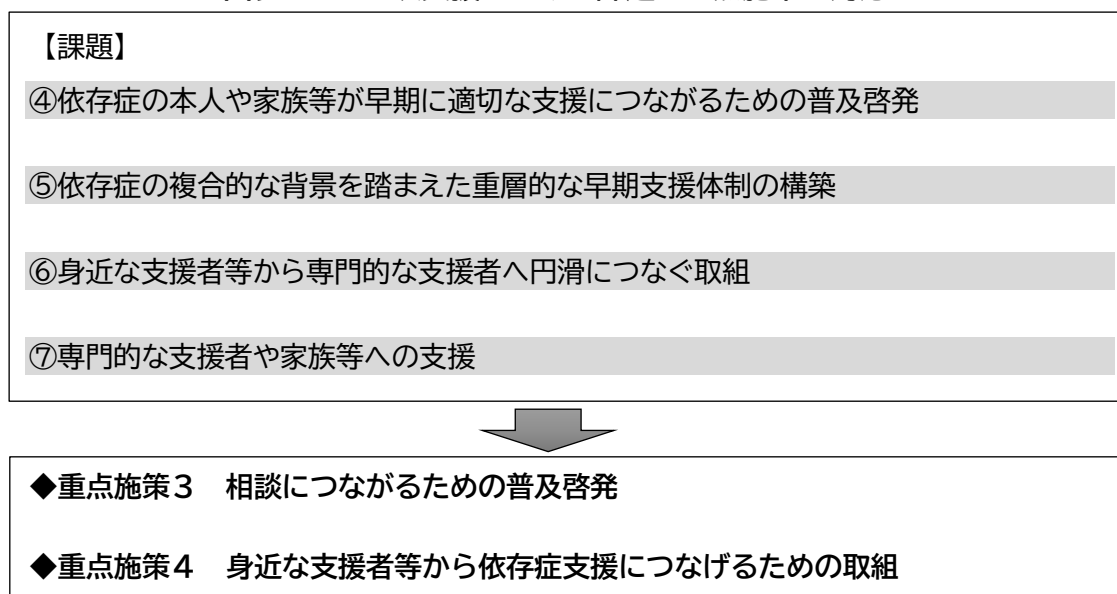 【課題】
④依存症の本人や家族等が早期に適切な支援につながるための普及啓発
⑤依存症の複合的な背景を踏まえた重層的な早期支援体制の構築
⑥身近な支援者等から専門的な支援者へ円滑につなぐ取組
⑦専門的な支援者や家族等への支援
◆重点施策３　相談につながるための普及啓発
◆重点施策４　身近な支援者等から依存症支援につなげるための取組